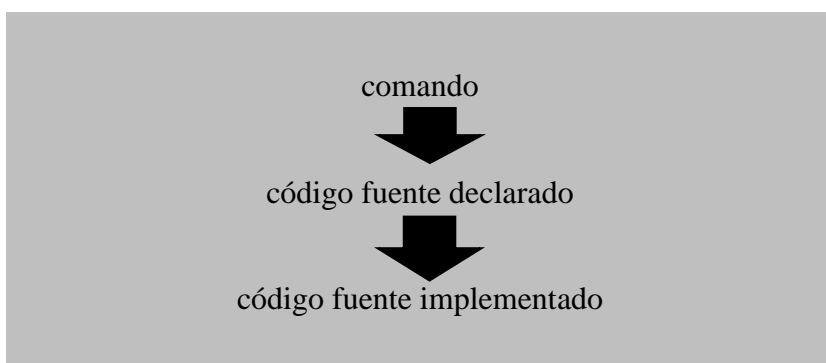 comando
código fuente declarado
código fuente implementado